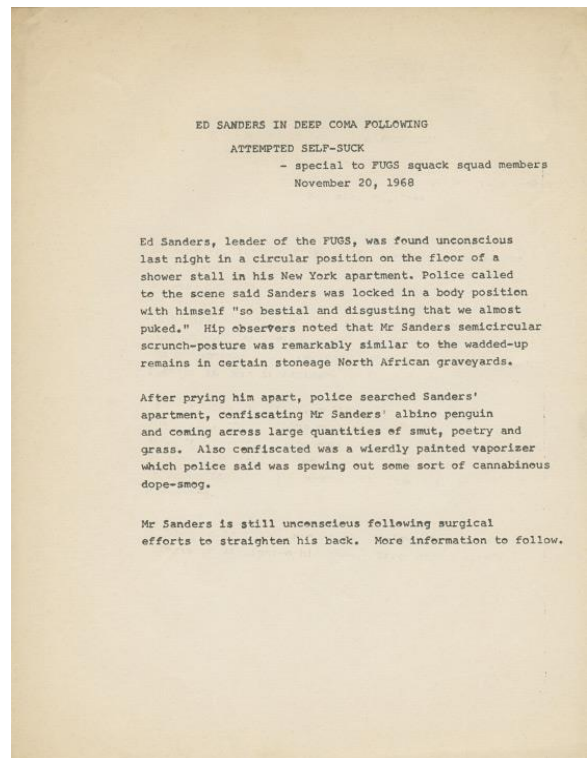 ED SANDERS IN DEEP COMA FOLLOWING
ATTEMPTED SELF-SUCK
- special to FUGS squack squad members
November 20, 1968
Ed Sanders, leader of the FUGS, was found unconscious
last night in a circular position on the floor of a
shower stall in his New York apartment. Police called
to the scene said Sanders was locked in a body position
with himself "so bestial and disgusting that we almost
puked." Hip observers noted that Mr Sanders semicircular
scrunch-posture was remarkably similar to the wadded-up
remains in certain stoneage North African graveyards.
After prying him apart, police searched Sanders'
apartment, confiscating Mr Sanders' albino penguin
and coming across large quantities of smut, poetry and
grass. Also confiscated was a wierdly painted vaporizer
which police said was spewing out some sort of cannabinous
dope-smog.
Mr Sanders is still unconscious following surgical
efforts to straighten his back. More information to follow.